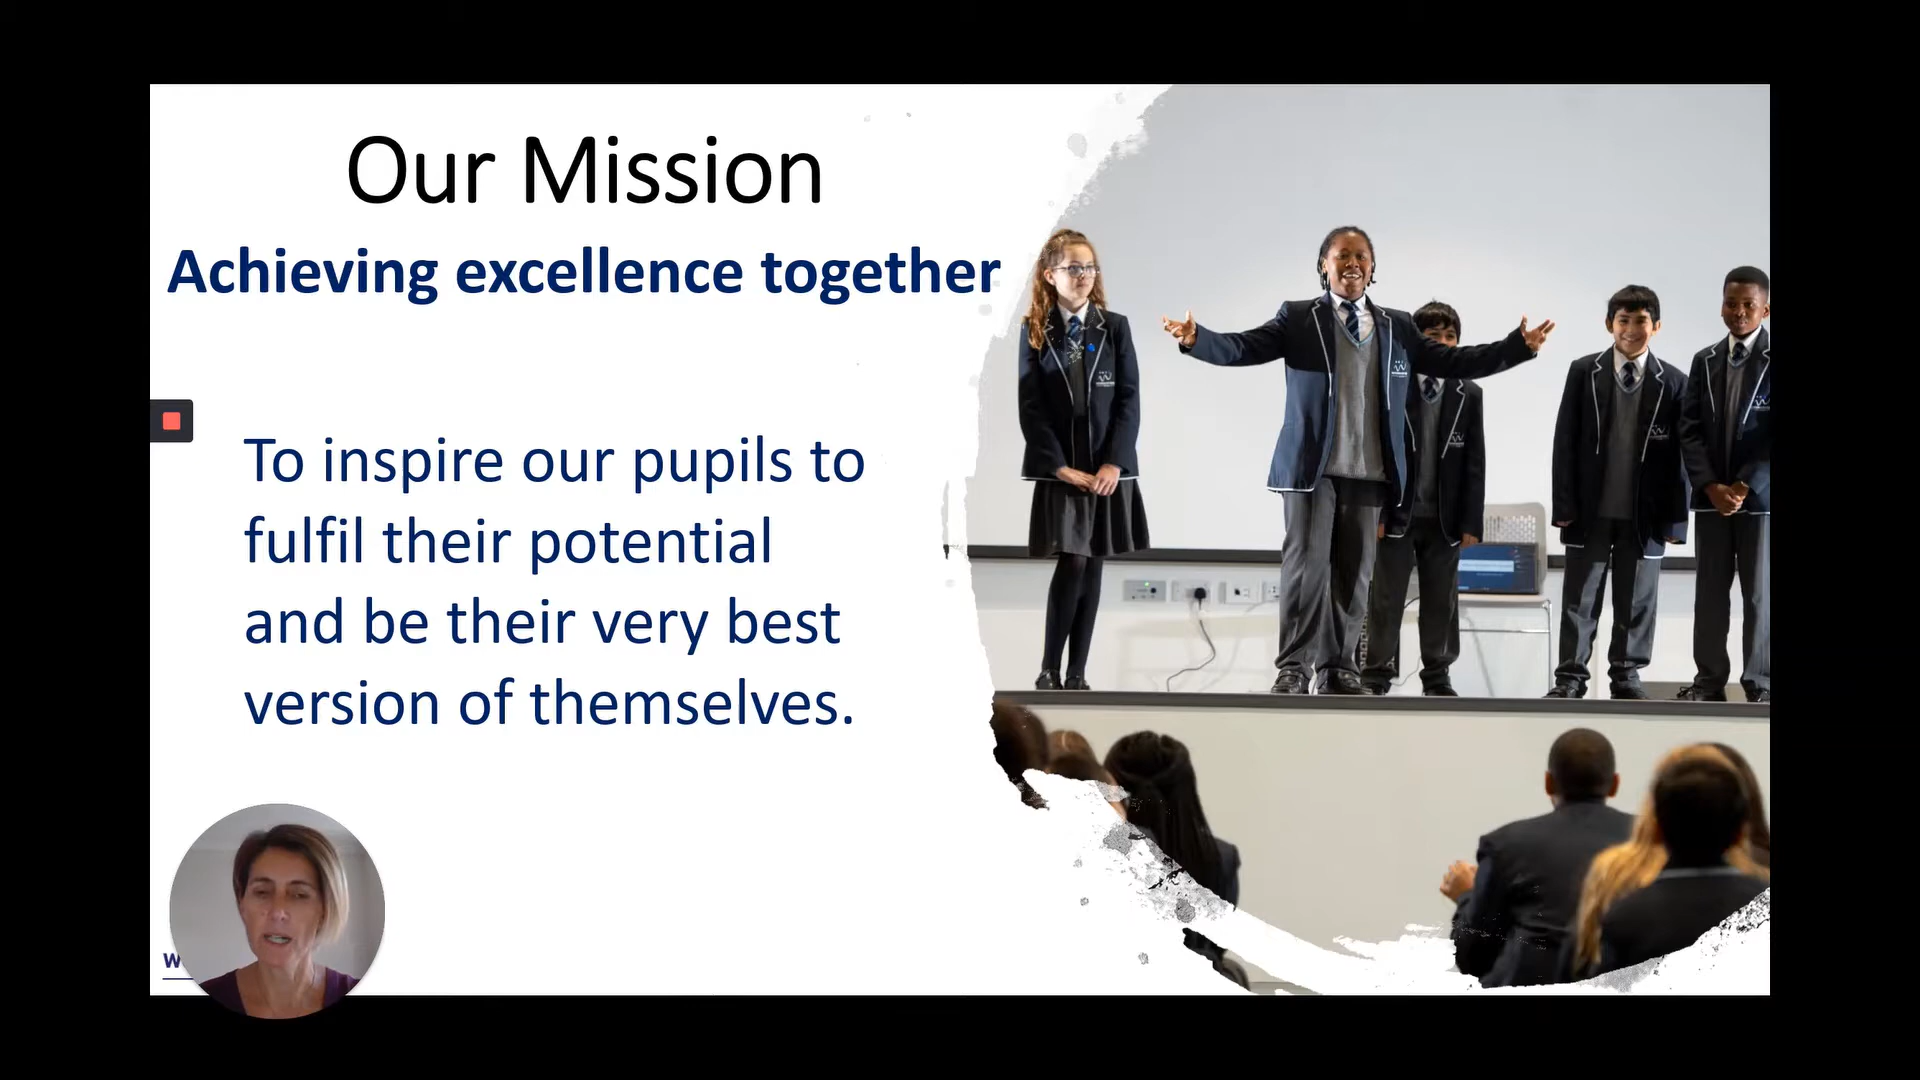 Our Mission
Achieving excellence together
To inspire our pupils to
fulfil their potential
and be their very best
version of themselves.